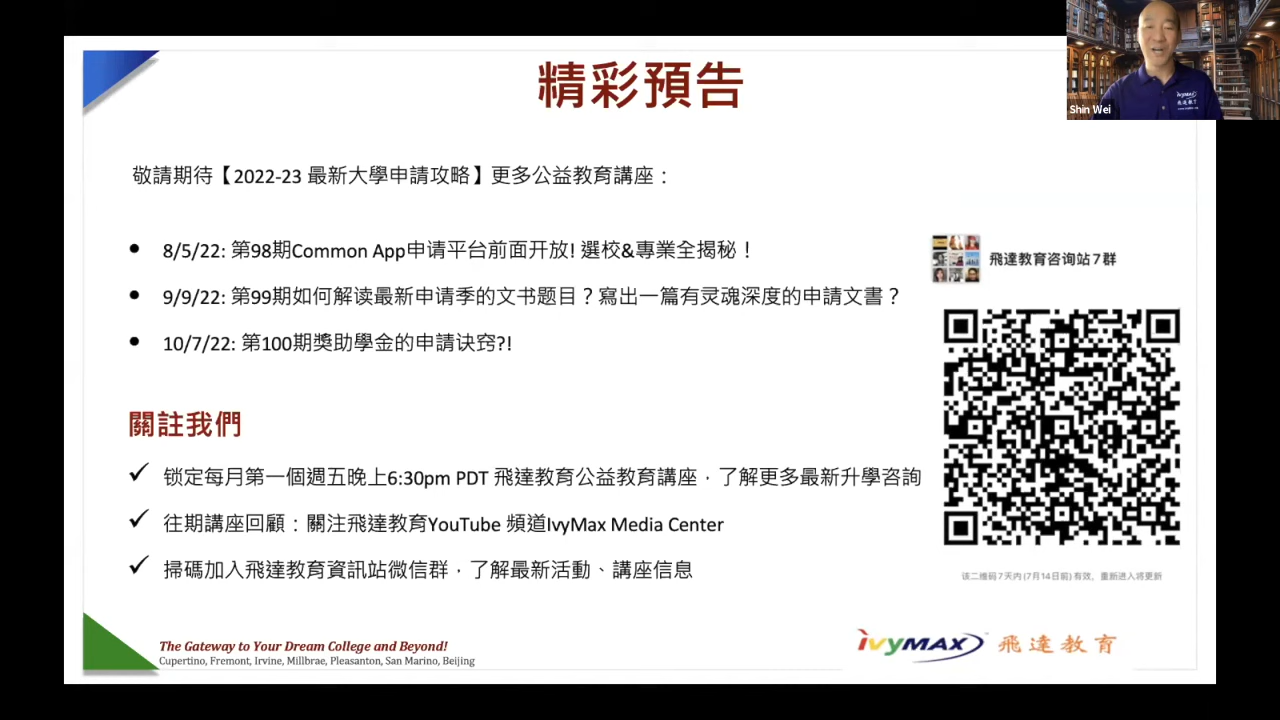 精彩預告
Shin Wei
ivyMAX
飛達教育
敬請期待【2022-23 最新大學申請攻略】更多公益教育講座：
8/5/22: 第98期Common App申请平台前面开放! 選校&專業全揭秘！
9/9/22: 第99期如何解读最新申请季的文书题目？寫出一篇有灵魂深度的申請文書？
10/7/22: 第100期獎助學金的申請诀窍?!
飛達教育咨询站7群
關註我們
锁定每月第一個週五晚上6:30pm PDT 飛達教育公益教育講座，了解更多最新升學咨詢
往期講座回顧：關注飛達教育YouTube 頻道IvyMax Media Center
掃碼加入飛達教育資訊站微信群，了解最新活動、講座信息
该二维码7天内(7月14日前)有效，重新进入将更新
The Gateway to Your Dream College and Beyond!
Cupertino, Fremont, Irvine, Millbrae, Pleasanton, San Marino, Beijing
ivyMAX 飛達教育